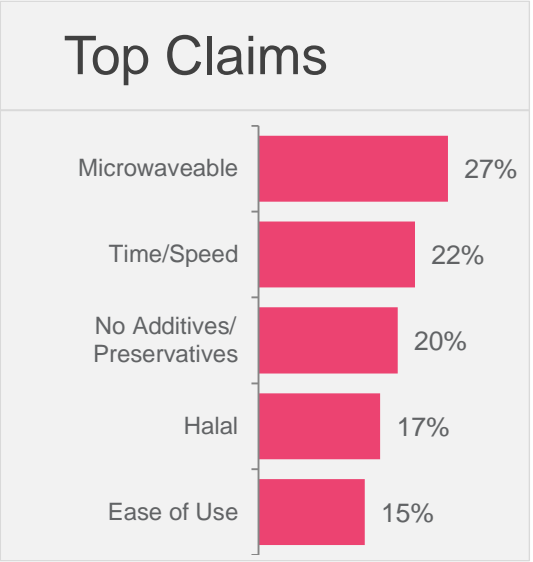 Top Claims
Microwaveable
27%
Time/Speed
22%
No Additives/
Preservatives
20%
Halal
17%
Ease of Use
15%